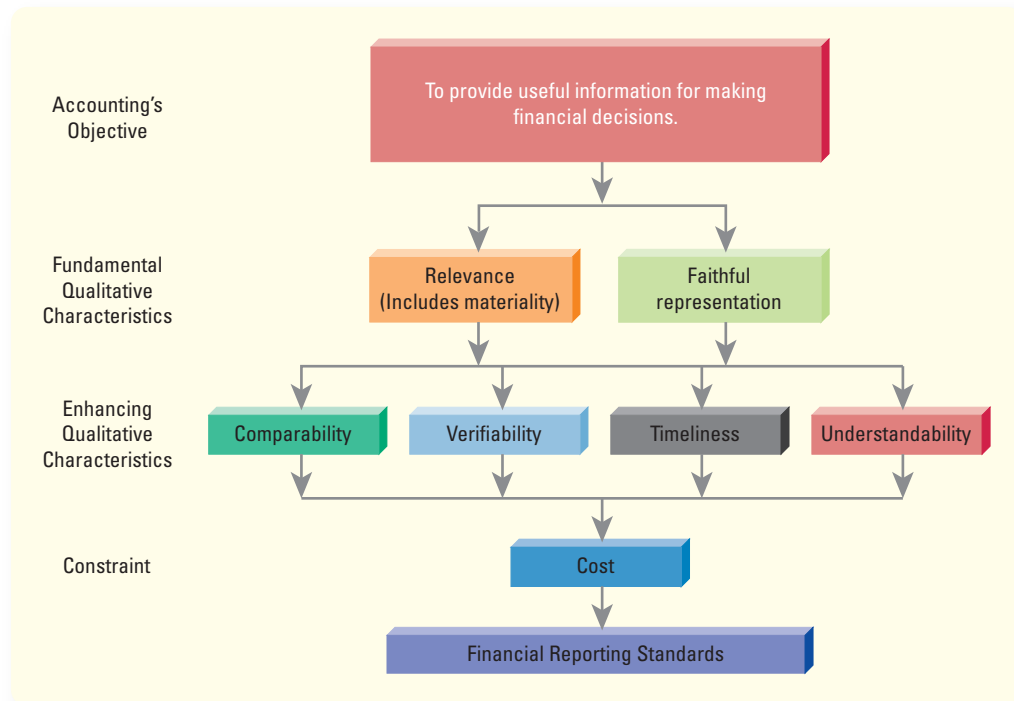 Accounting's
Objective
To provide useful information for making
financial decisions.
Fundamental
Qualitative
Characteristics
Relevance
(Includes materiality)
Faithful
representation
Enhancing
Qualitative
Characteristics
Comparability
Verifiability
Timeliness
Understandability
Constraint
Cost
Financial Reporting Standards